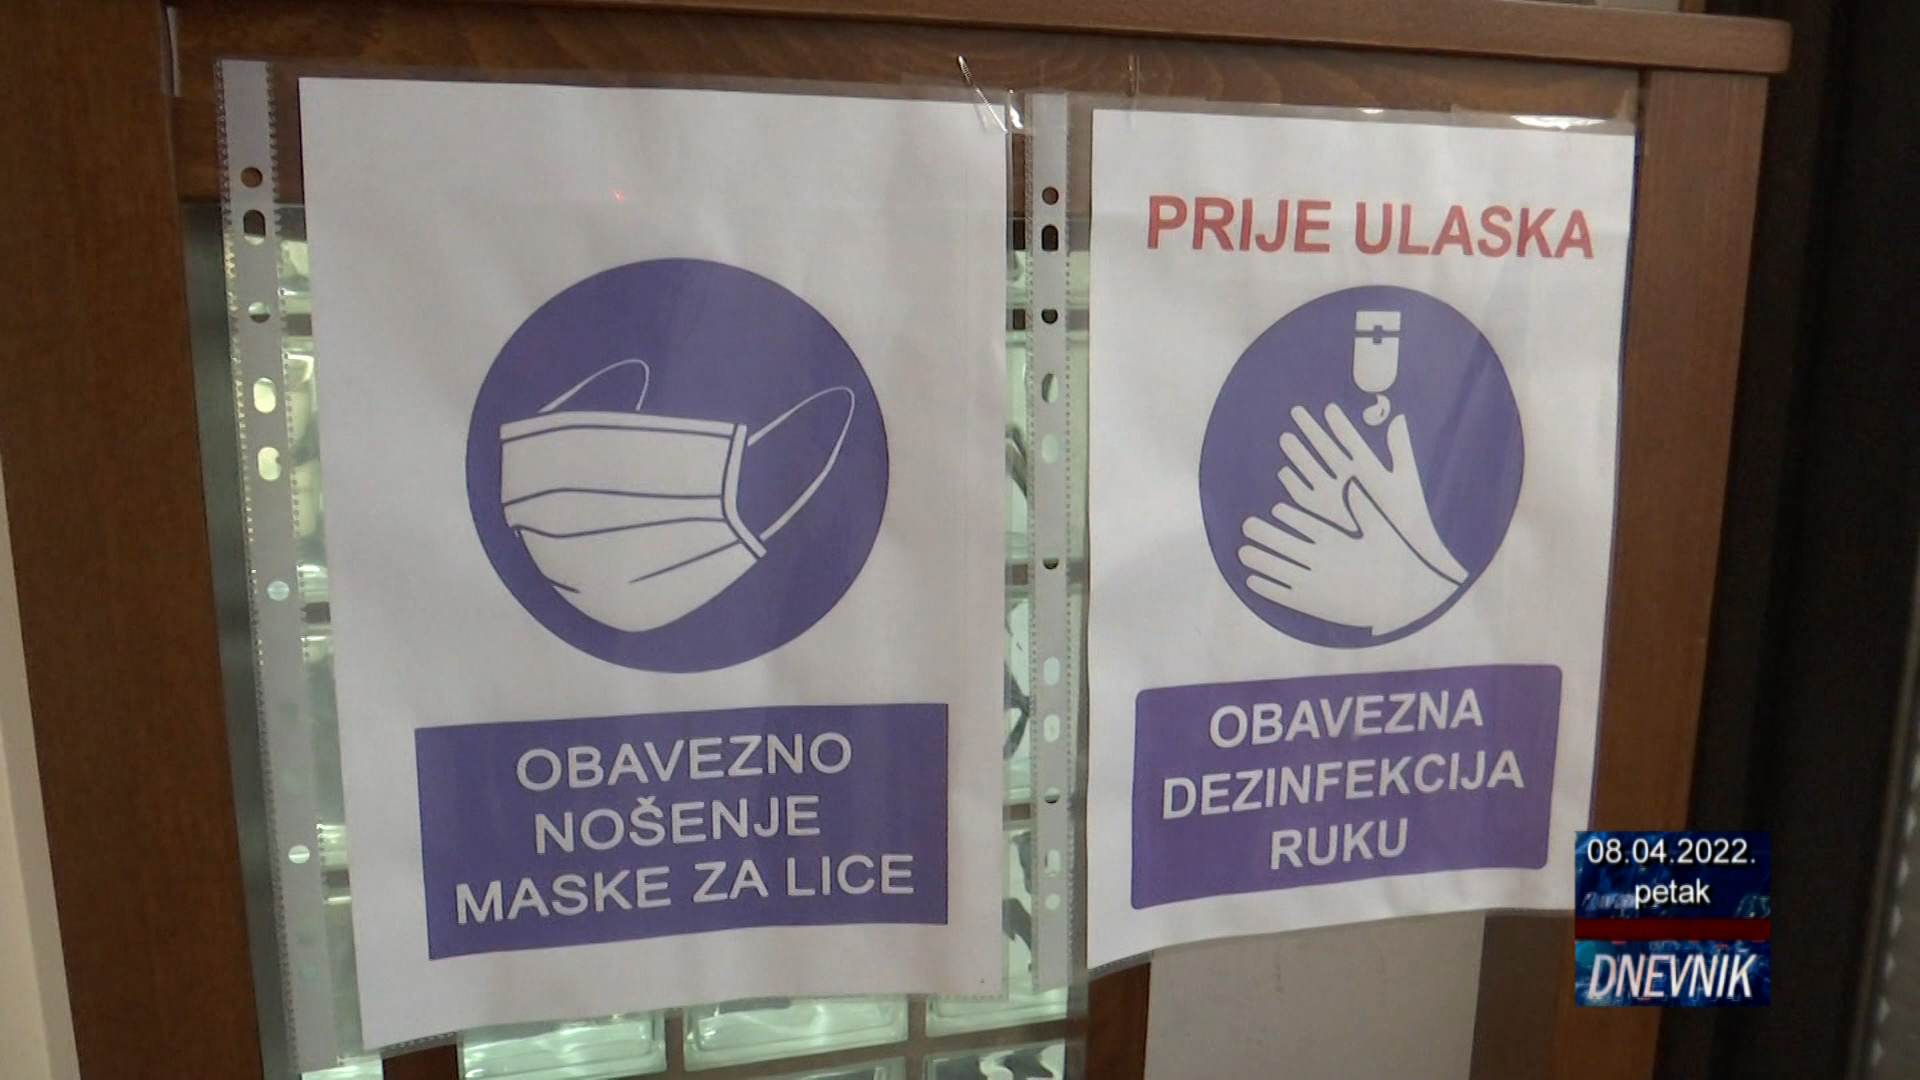 OBAVEZNO
NOŠENJE
MASKE ZA LICE
PRIJE ULASKA
OBAVEZNA
DEZINFEKCIJA
RUKU
08.04.2022.
petak
DNEVNIK